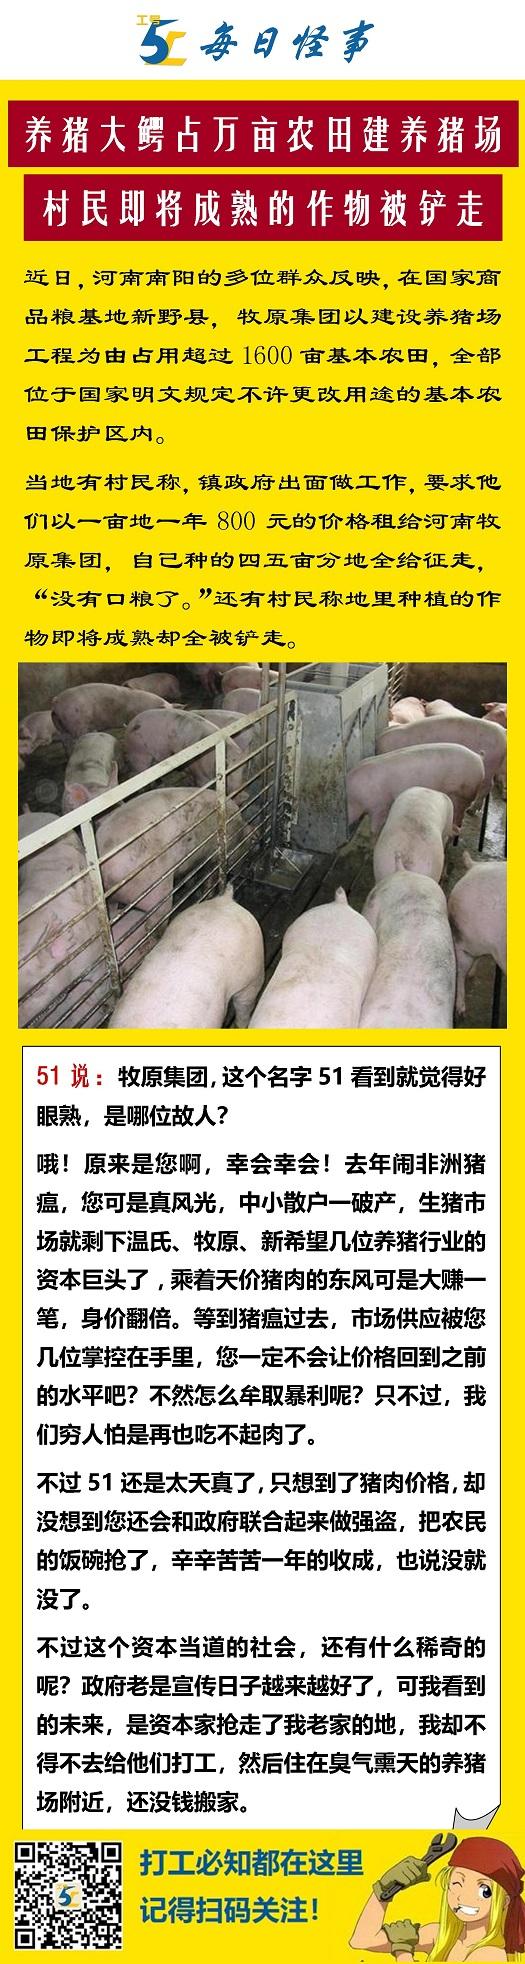 工号
51
每日怪事
养猪大鳄占万亩农田建养猪场
村民即将成熟的作物被铲走
近日，河南南阳的多位群众反映，在国家商
品粮基地新野县，牧原集团以建设养猪场
工程为由占用超过 1600 亩基本农田，全部
位于国家明文规定不许更改用途的基本农
田保护区内。
当地有村民称，镇政府出面做工作，要求他
们以一亩地一年 800 元的价格租给河南牧
原集团，自己种的四五亩分地全给征走，
“没有口粮了。”还有村民称地里种植的作
物即将成熟却全被铲走。
51 说：牧原集团，这个名字 51 看到就觉得好
眼熟，是哪位故人？
哦！原来是您啊，幸会幸会！去年闹非洲猪
瘟，您可是真风光，中小散户一破产，生猪市
场就剩下温氏、牧原、新希望几位养猪行业的
资本巨头了，乘着天价猪肉的东风可是大赚一
笔，身价翻倍。等到猪瘟过去，市场供应被您
几位掌控在手里，您一定不会让价格回到之前
的水平吧？不然怎么牟取暴利呢？只不过，我
们穷人怕是再也吃不起肉了。
不过 51 还是太天真了，只想到了猪肉价格，却
没想到您还会和政府联合起来做强盗，把农民
的饭碗抢了，辛辛苦苦一年的收成，也说没就
没了。
不过这个资本当道的社会，还有什么稀奇的
呢？政府老是宣传日子越来越好了，可我看到
的未来，是资本家抢走了我老家的地，我却不
得不去给他们打工，然后住在臭气熏天的养猪
场附近，还没钱搬家。
打工必知都在这里
记得扫码关注！